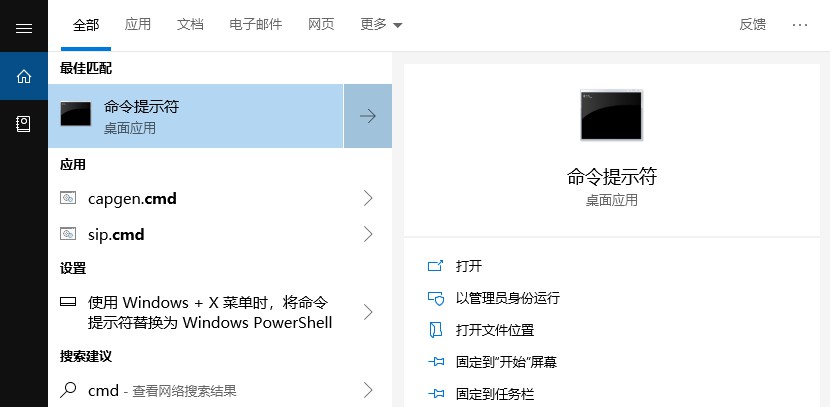 全部 应用 文档 电子邮件 网页 更多 反馈 ···
最佳匹配
命令提示符
桌面应用
应用
capgen.cmd
sip.cmd
设置
使用 Windows + X 菜单时，将命令
提示符替换为 Windows PowerShell
搜索建议
cmd - 查看网络搜索结果
命令提示符
桌面应用
打开
以管理员身份运行
打开文件位置
固定到"开始"屏幕
固定到任务栏